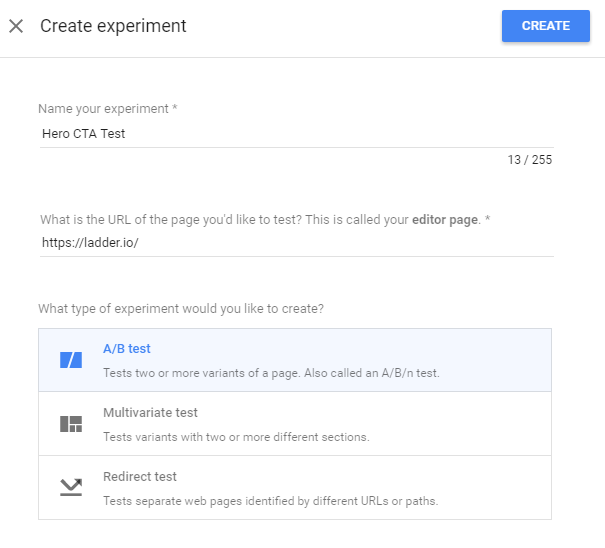 Create experiment
CREATE
Name your experiment *
Hero CTA Test
13 / 255
What is the URL of the page you'd like to test? This is called your editor page. *
https://ladder.io/
What type of experiment would you like to create?
A/B test
Tests two or more variants of a page. Also called an A/B/n test.
Multivariate test
Tests variants with two or more different sections.
Redirect test
Tests separate web pages identified by different URLs or paths.